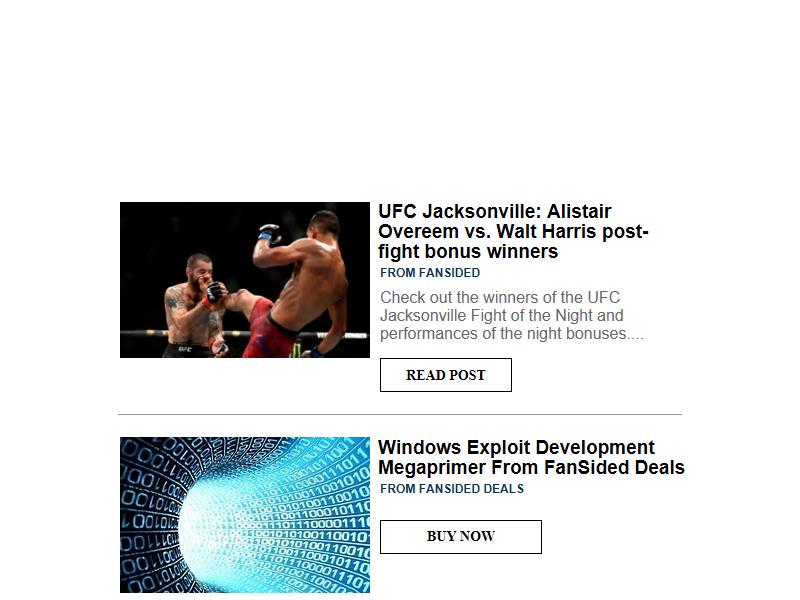 UFC Jacksonville: Alistair
Overeem vs. Walt Harris post-
fight bonus winners
FROM FANSIDED
Check out the winners of the UFC
Jacksonville Fight of the Night and
performances of the night bonuses....
READ POST
Windows Exploit Development
Megaprimer From FanSided Deals
FROM FANSIDED DEALS
BUY NOW